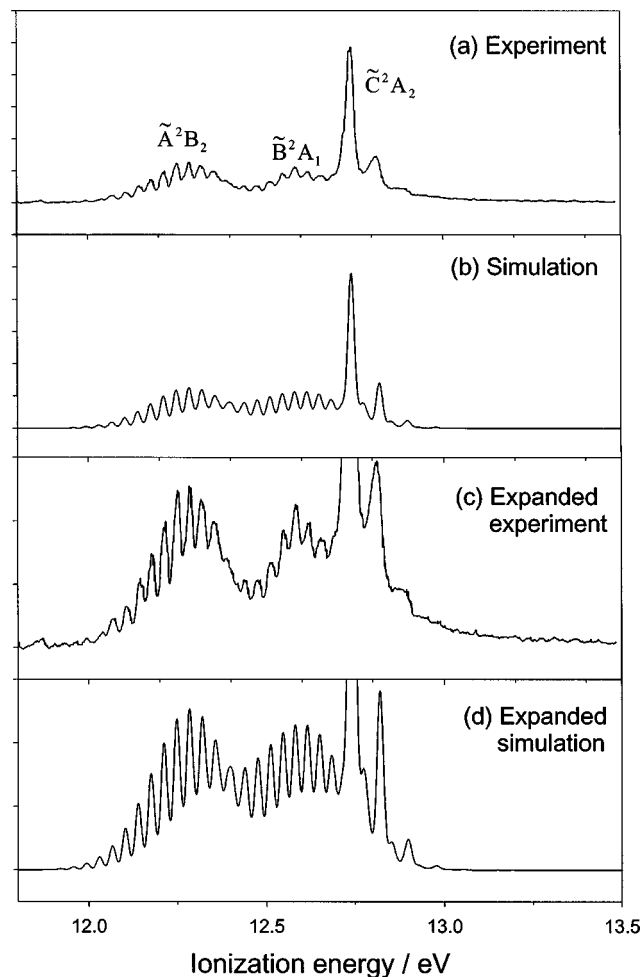 (a) Experiment
C̃²A₂
òB₂
B̃²A₁
(b) Simulation
(c) Expanded
experiment
(d) Expanded
simulation
12.0 12.5 13.0 13.5
Ionization energy / eV